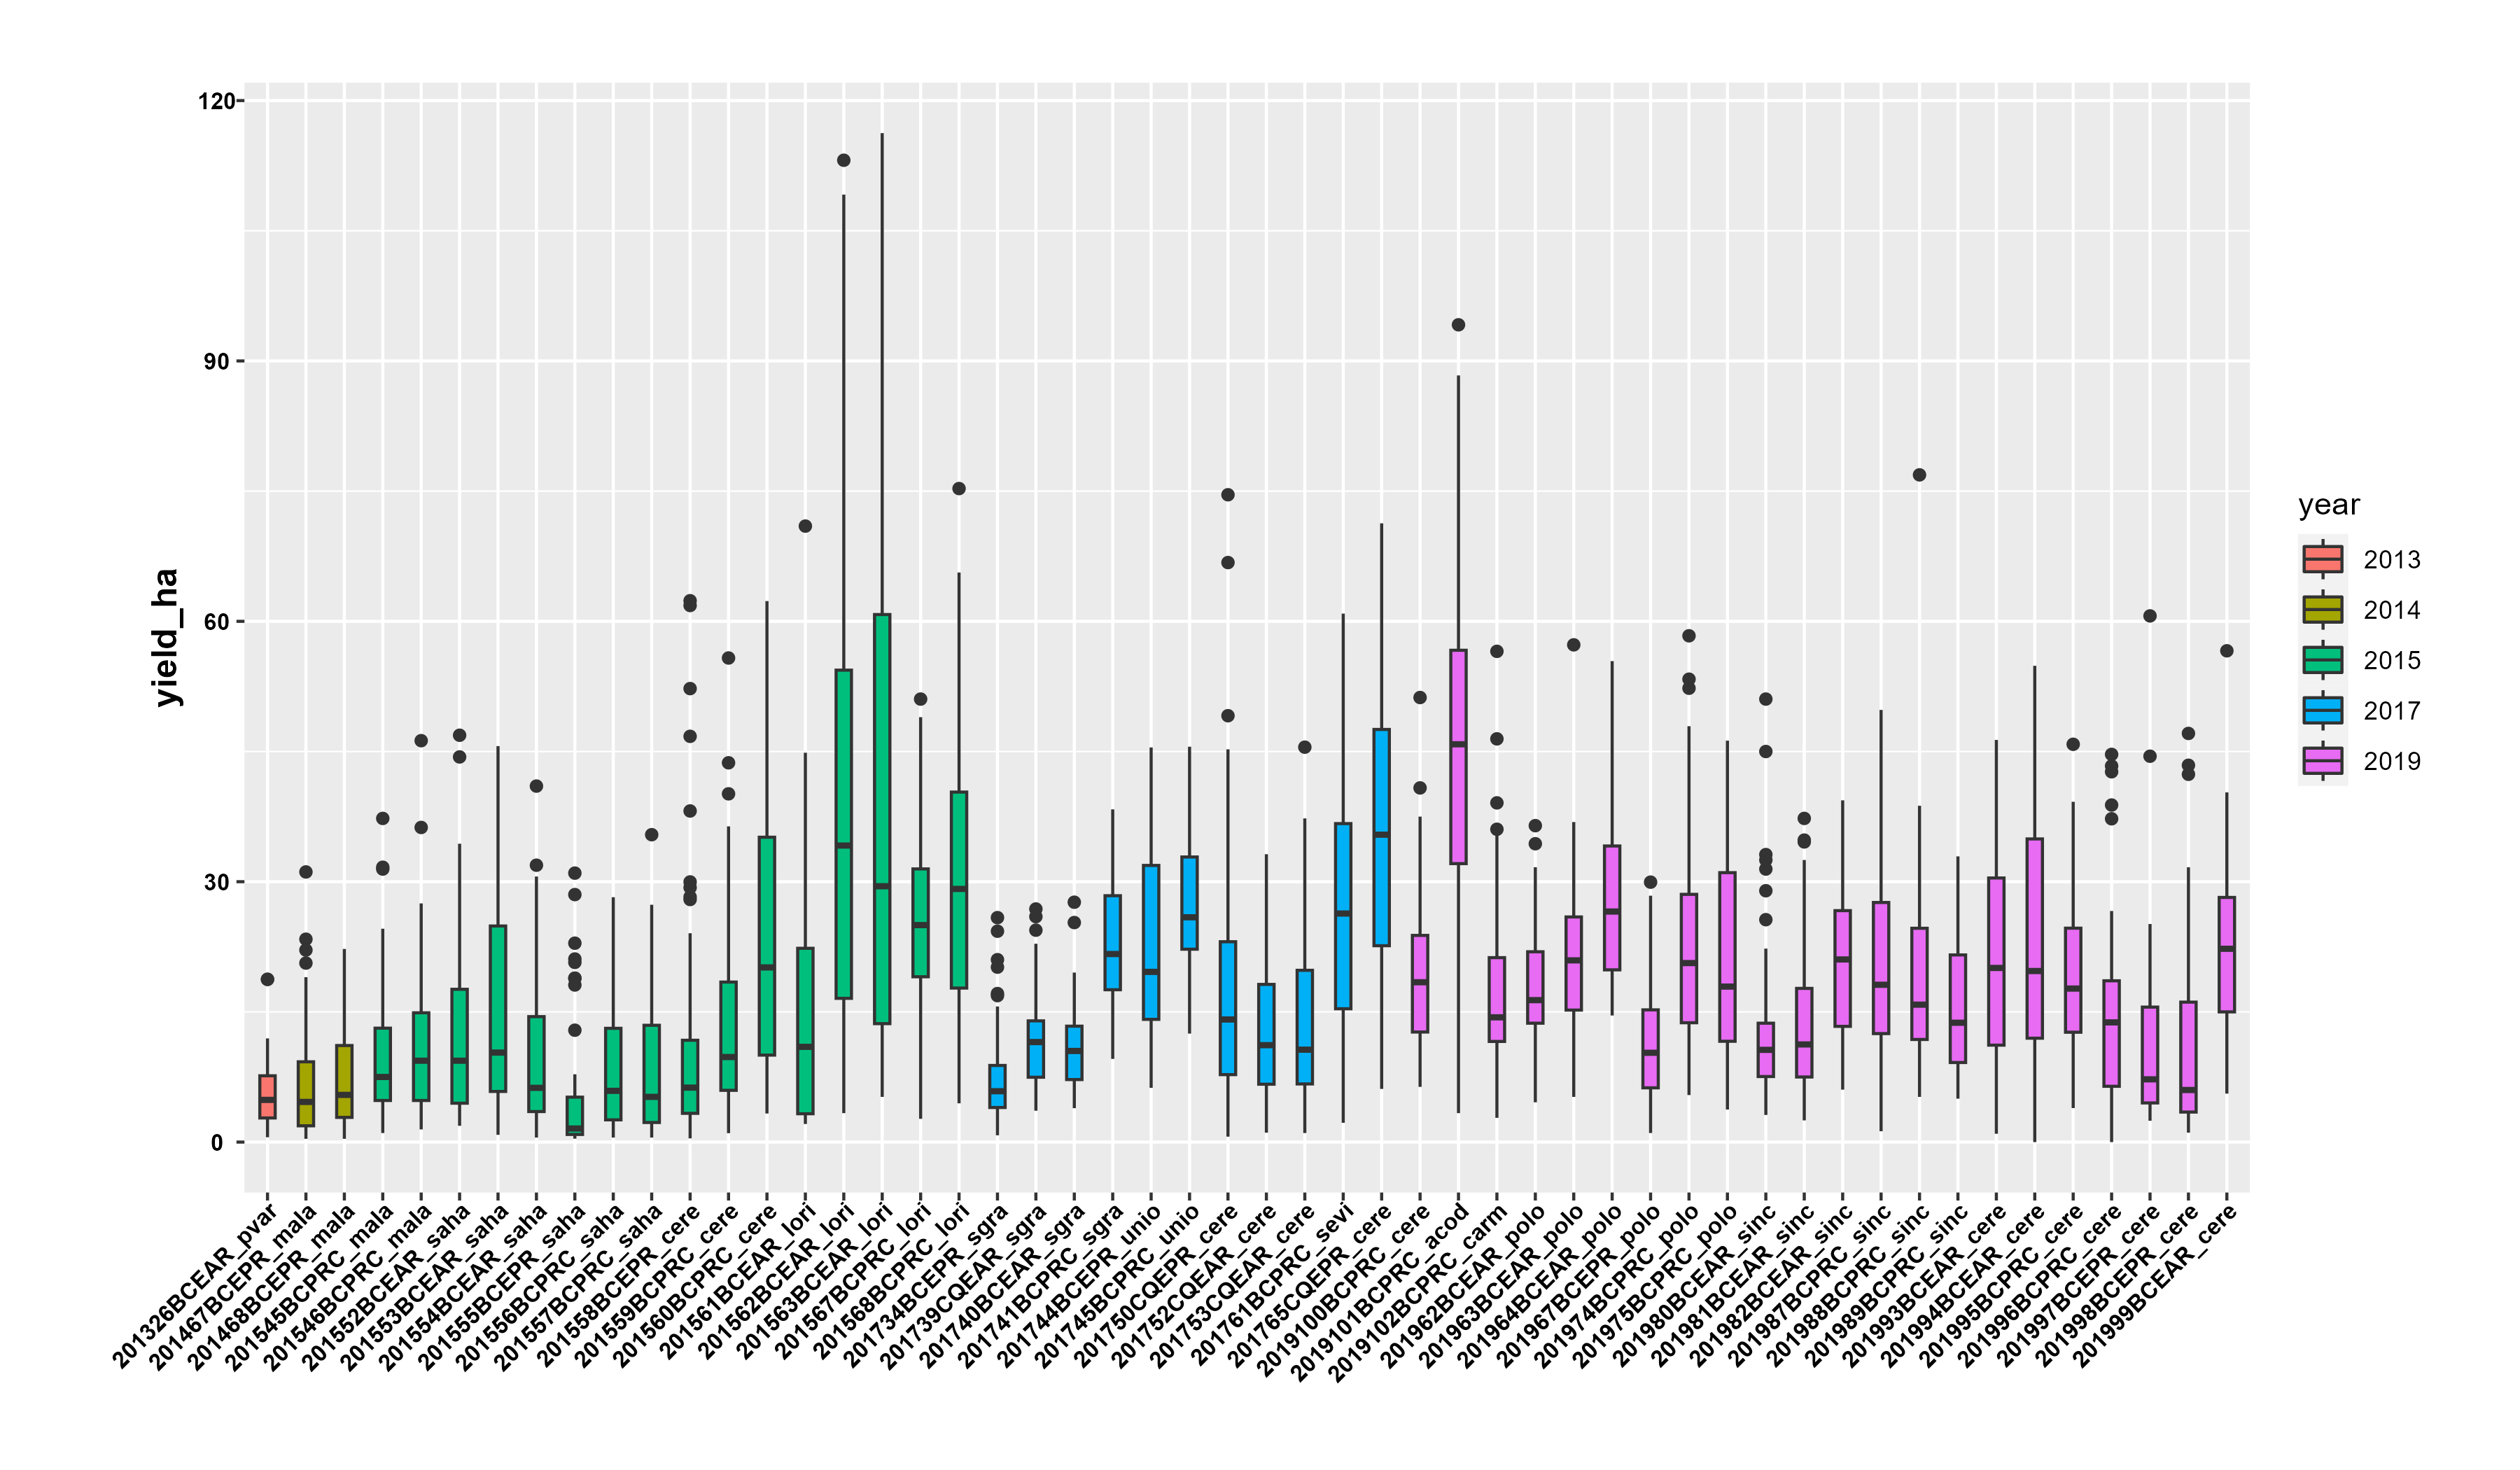 120
90
60
30
0
yield_ha
201326BCEAR_pvar
201467BCEPR_mala
201468BCEPR_mala
201545BCPRC_mala
201546BCPRC_mala
201552BCEAR_saha
201553BCEAR_saha
201554BCEAR_saha
201555BCEPR_saha
201556BCPRC_saha
201557BCPRC_saha
201558BCEPR_cere
201559BCPRC_cere
201560BCPRC_cere
201561BCEAR_lori
201562BCEAR_lori
201563BCEAR_lori
201567BCPRC_lori
201568BCPRC_lori
201734BCEPR_sgra
201739CQEAR_sgra
201740BCEAR_sgra
201741BCPRC_sgra
201744BCEPR_unio
201745BCPRC_unio
201750CQEPR_cere
201752CQEAR_cere
201753CQEAR_cere
201761BCPRC_sevi
201765CQEPR_cere
2019100BCPRC_cere
2019101BCPRC_acod
2019102BCPRC_carm
201962BCEAR_polo
201963BCEAR_polo
201964BCEAR_polo
201967BCEPR_polo
201974BCPRC_polo
201975BCPRC_polo
201980BCEAR_sinc
201981BCEAR_sinc
201982BCEAR_sinc
201987BCPRC_sinc
201988BCPRC_sinc
201989BCPRC_sinc
201993BCEAR_cere
201994BCEAR_cere
201995BCPRC_cere
201996BCPRC_cere
201997BCEPR_cere
201998BCEPR_cere
201999BCEAR_cere
year
2013
2014
2015
2017
2019